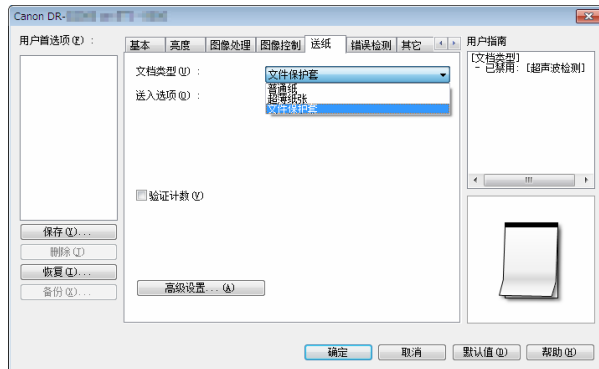 Canon DR-
用户首选项(F) :
基本 亮度 图像处理 图像控制 送纸 错误检测 其它
用户指南
[文档类型]
- 已禁用: [超声波检测]
文档类型(U) :
文件保护套
普通纸
超薄纸张
文件保护套
送入选项(O) :
验证计数(Y)
保存(X)...
删除(J)
恢复(I)...
备份(K)...
高级设置... (A)
确定 取消 默认值(D) 帮助(H)